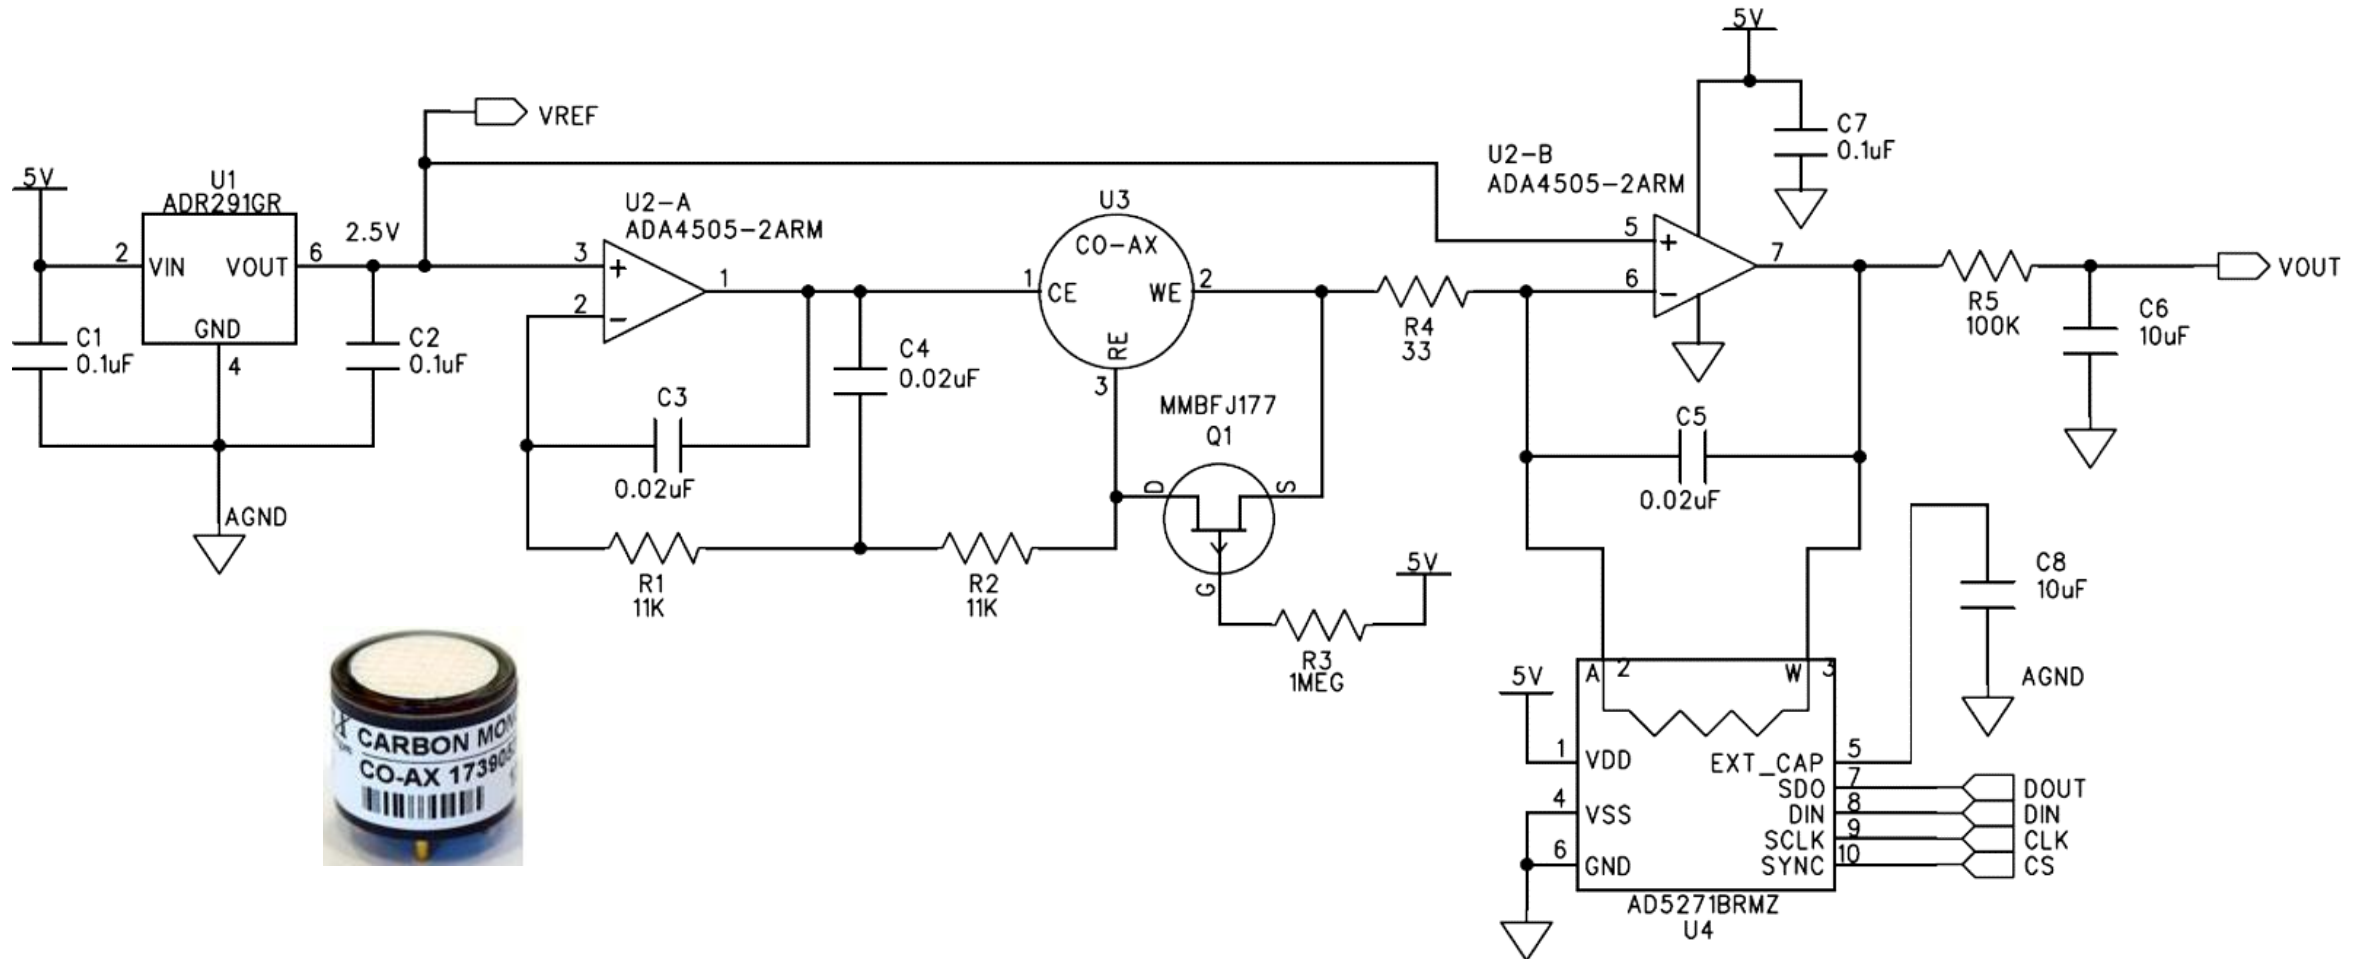 5V
U1
ADR291GR
2
VIN
VOUT
6
GND
4
2.5V
C1
0.1uF
C2
0.1uF
AGND
VREF
U2-A
ADA4505-2ARM
3
+
2
-
1
C3
0.02uF
C4
0.02uF
R1
11K
R2
11K
U3
CO-AX
1
CE
WE
2
RE
3
MMBFJ177
Q1
D
S
G
R3
1MEG
5V
R4
33
U2-B
ADA4505-2ARM
5
+
6
-
7
5V
C7
0.1uF
C5
0.02uF
R5
100K
C6
10uF
VOUT
C8
10uF
AGND
5V
A
2
W
3
1
VDD
4
VSS
6
GND
EXT_CAP
5
SDO
7
DOUT
DIN
8
DIN
SCLK
9
CLK
SYNC
10
CS
AD5271BRMZ
U4
CARBON MON
CO-AX 17390